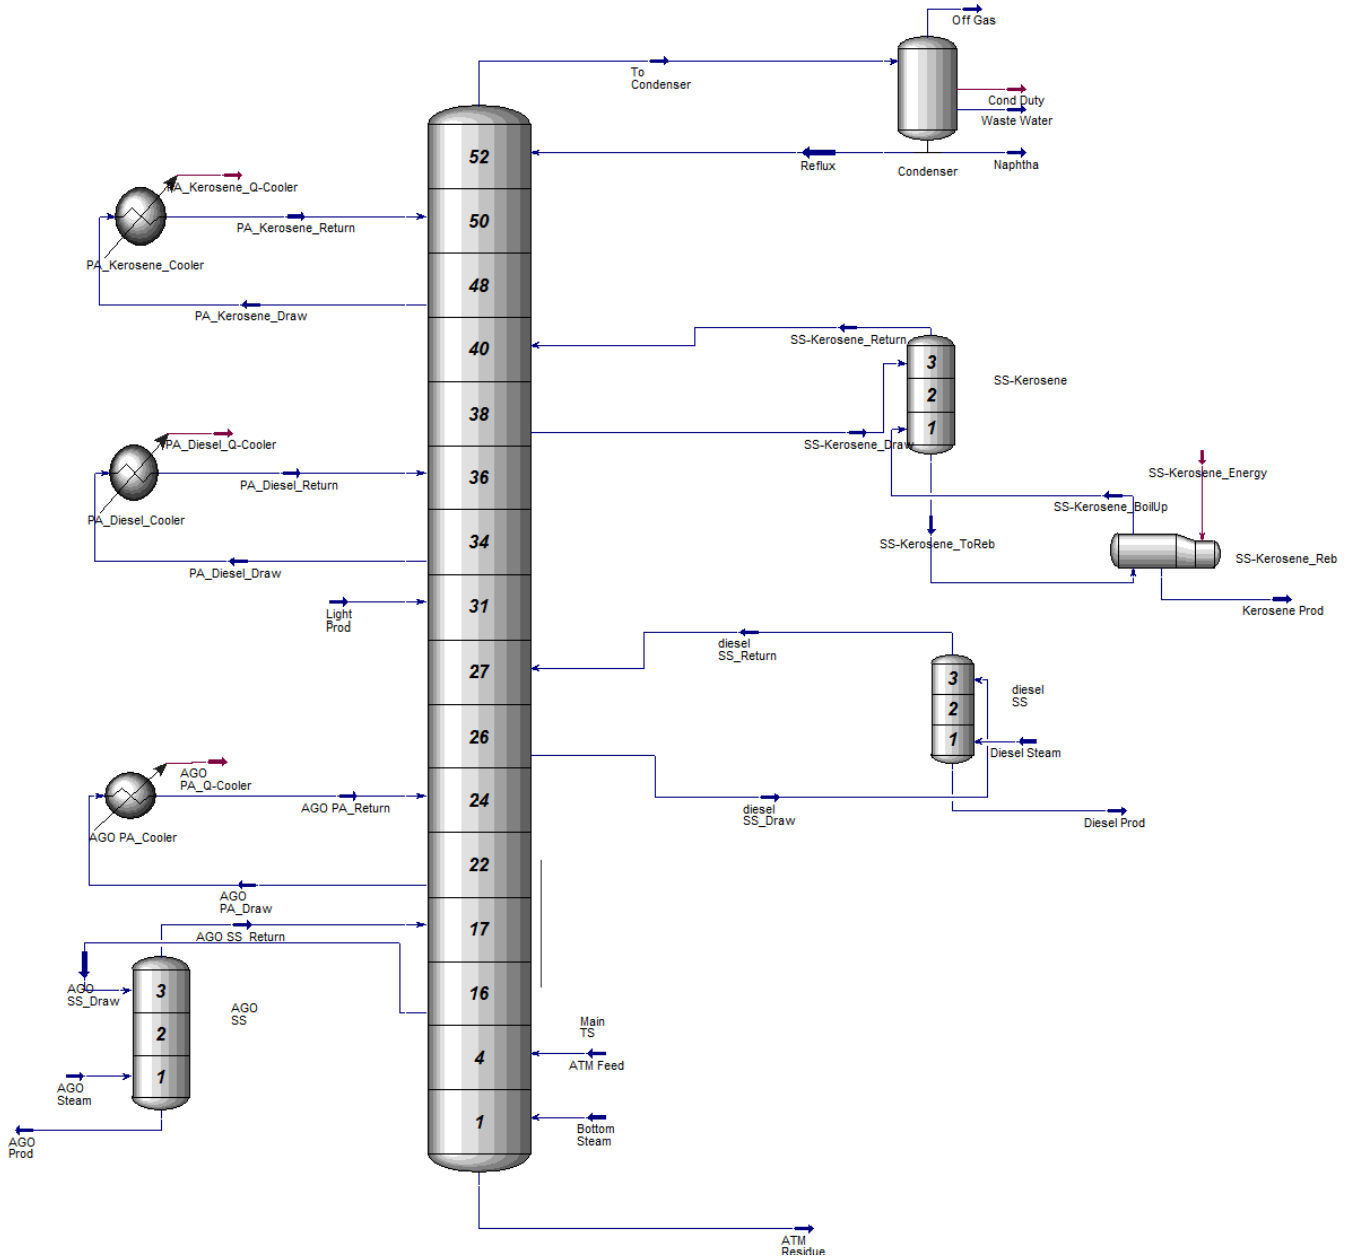 Off Gas
To
Condenser
Cond Duty
Waste Water
52
Reflux
Condenser
Naphtha
PA_Kerosene_Q-Cooler
50
PA_Kerosene_Return
PA_Kerosene_Cooler
48
PA_Kerosene_Draw
40
SS-Kerosene_Return
3
SS-Kerosene
2
38
1
SS-Kerosene_Draw
PA_Diesel_Q-Cooler
36
PA_Diesel_Return
SS-Kerosene_Energy
SS-Kerosene_BoilUp
PA_Diesel_Cooler
34
SS-Kerosene_ToReb
SS-Kerosene_Reb
PA_Diesel_Draw
31
Light
Prod
Kerosene Prod
diesel
SS_Return
27
3
diesel
SS
2
26
1
Diesel Steam
AGO
PA_Q-Cooler
24
AGO PA_Return
diesel
SS_Draw
Diesel Prod
AGO PA_Cooler
22
AGO
PA_Draw
17
AGO SS_Return
AGO
SS_Draw
3
16
AGO
SS
2
Main
TS
4
ATM Feed
1
AGO
Steam
1
Bottom
Steam
AGO
Prod
ATM
Residue